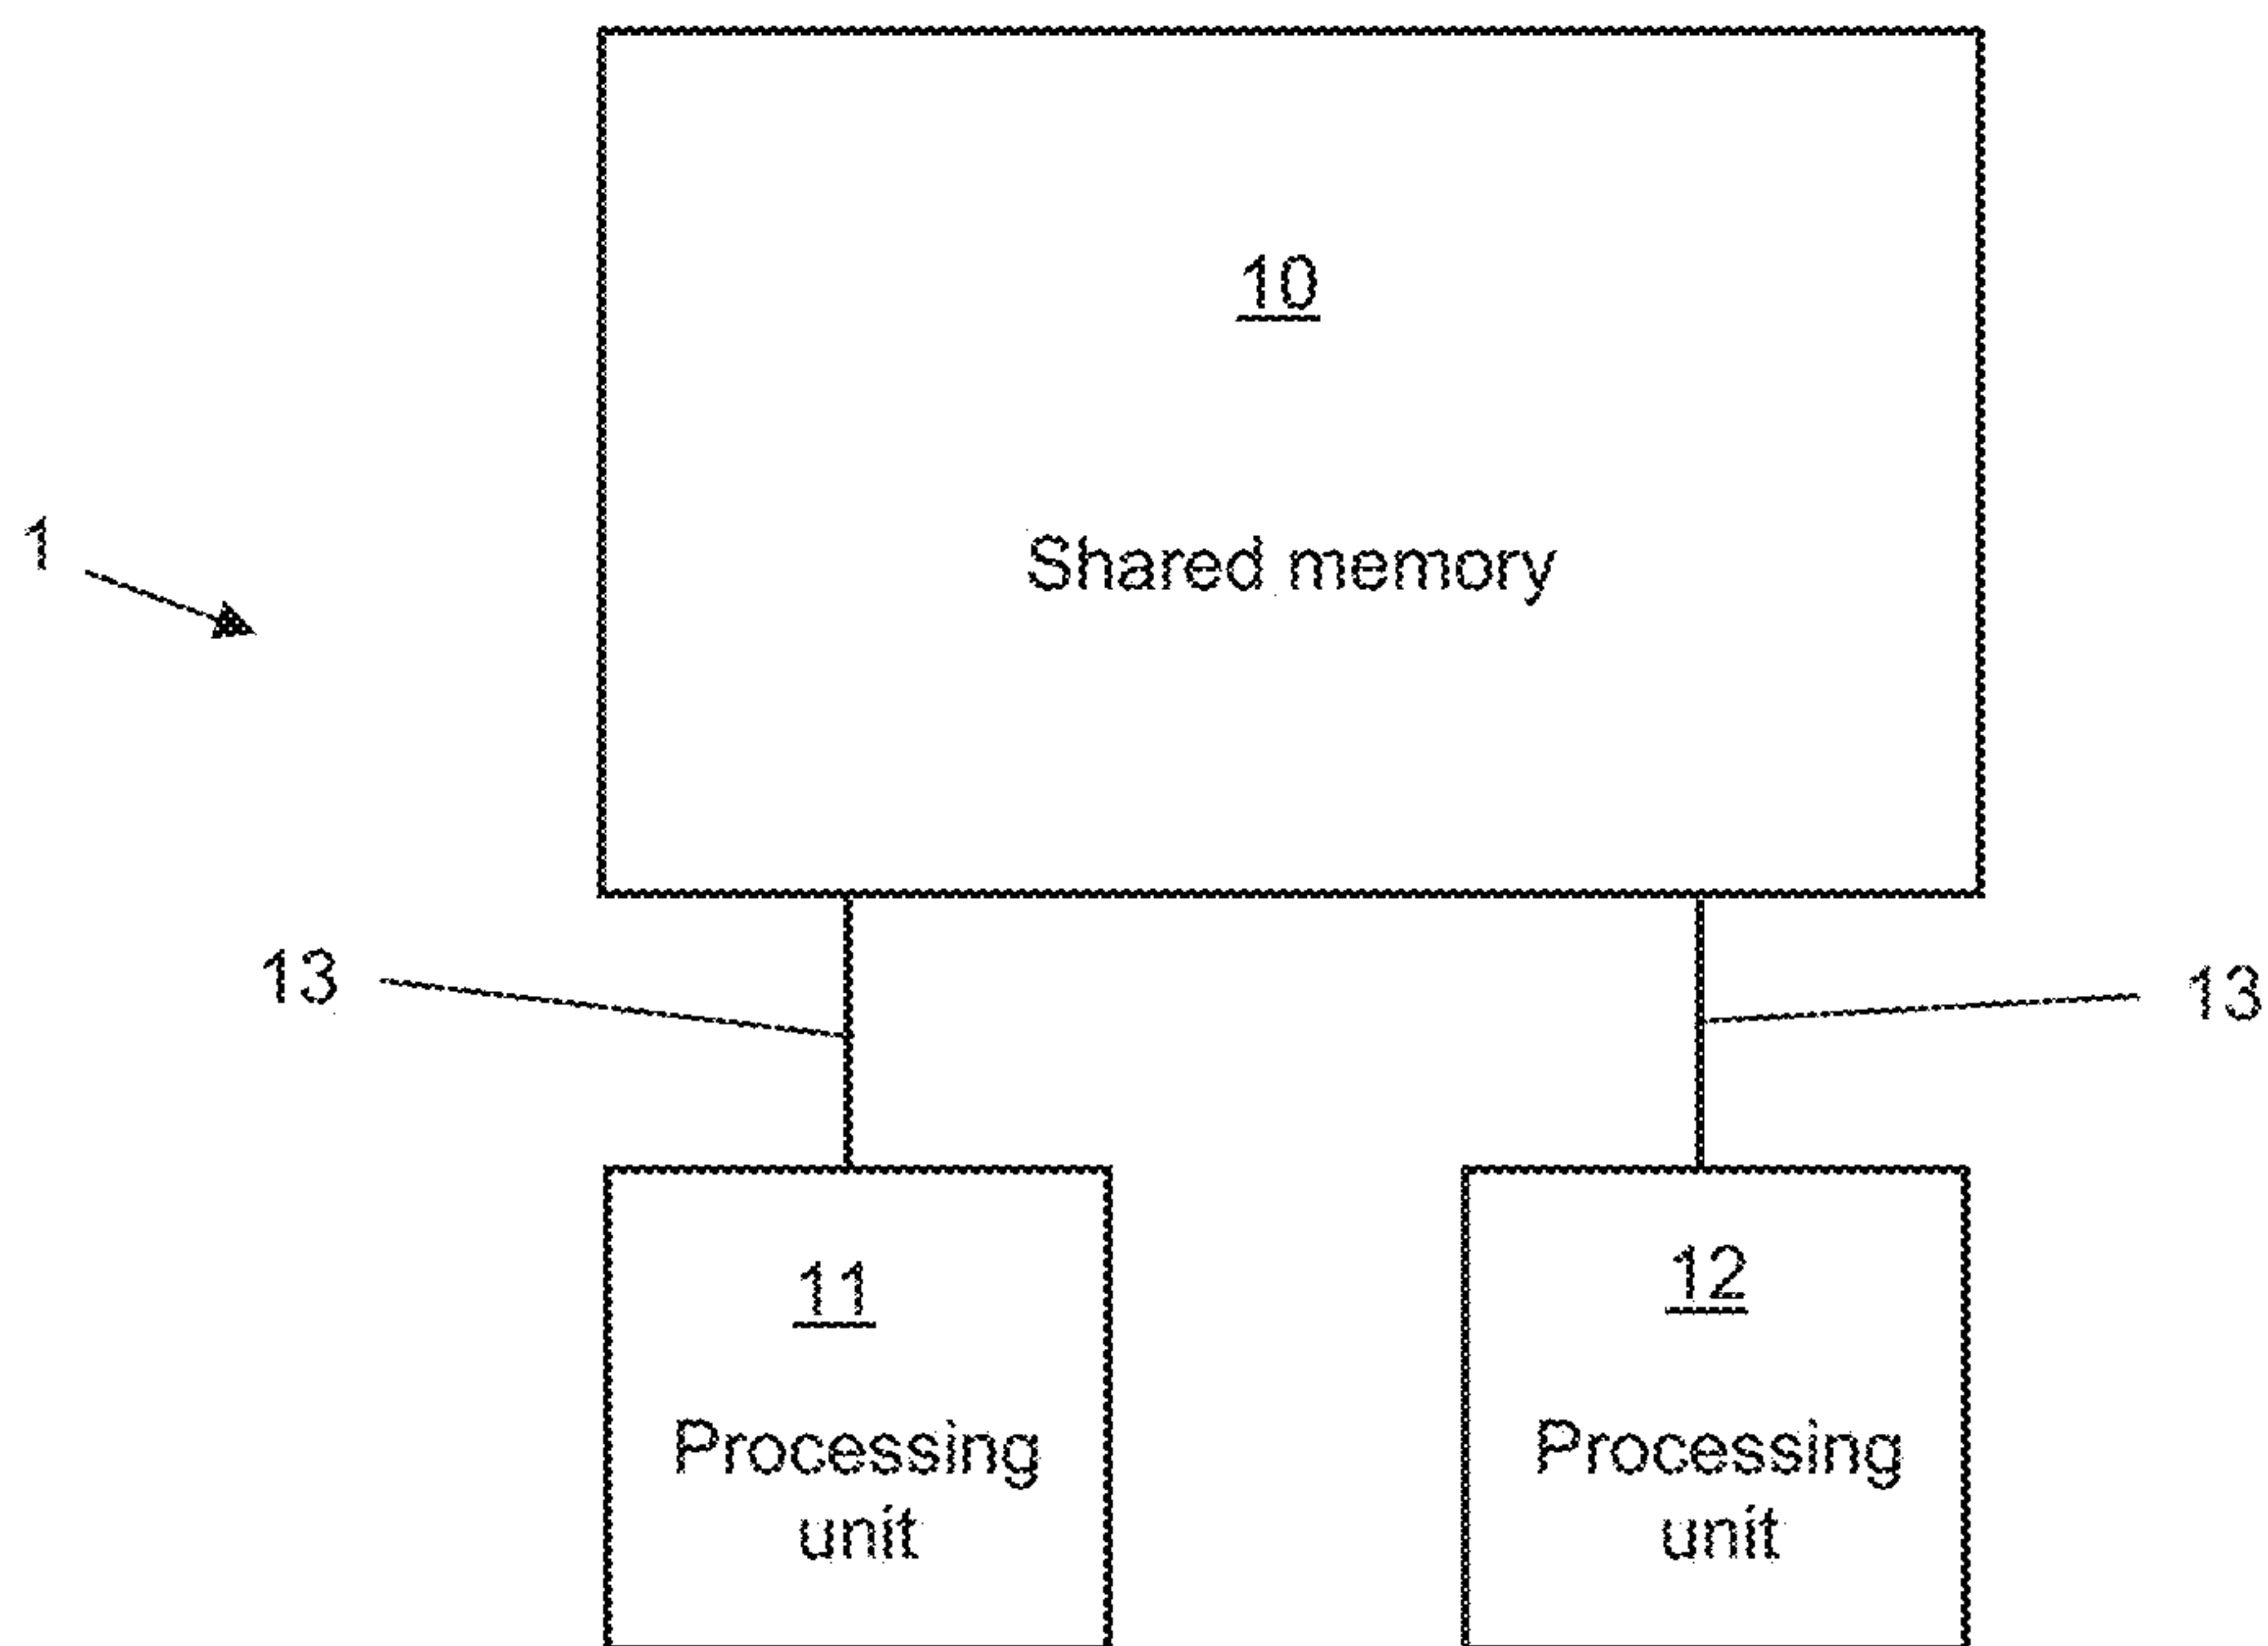 10
1
Shared memory
13
13
11
12
Processing
unit
Processing
unit